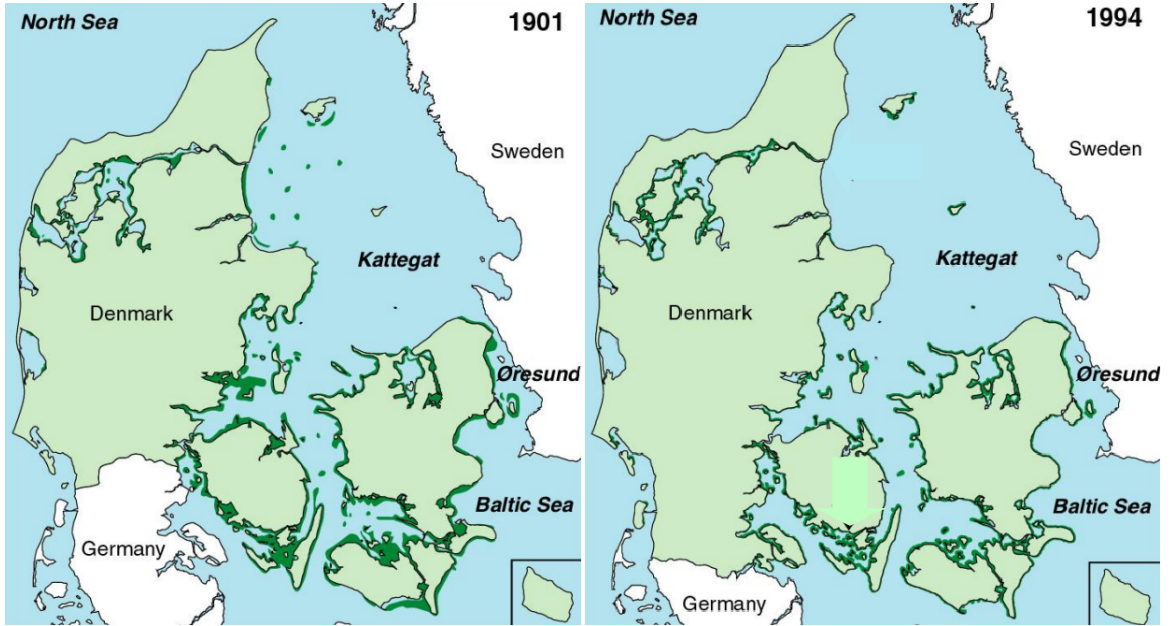 North Sea
1901
Sweden
Kattegat
Denmark
Øresund
Baltic Sea
Germany
North Sea
1994
Sweden
Kattegat
Denmark
Øresund
Baltic Sea
Germany